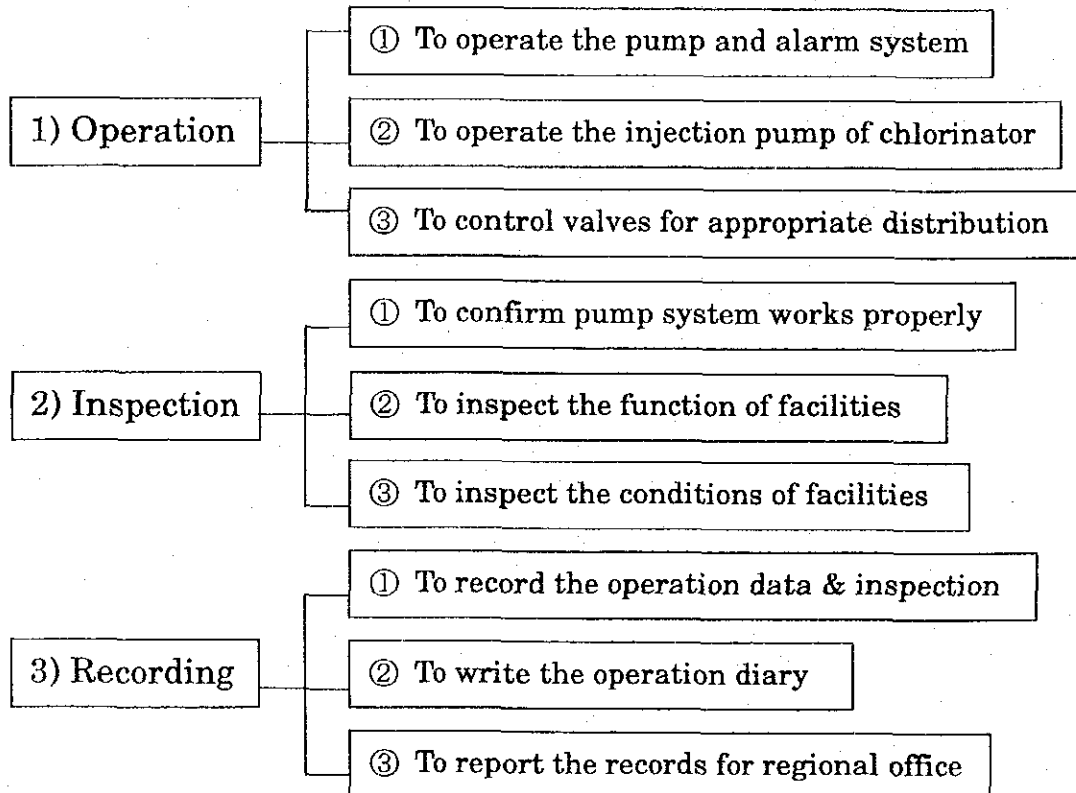 1) Operation
① To operate the pump and alarm system
② To operate the injection pump of chlorinator
③ To control valves for appropriate distribution
2) Inspection
① To confirm pump system works properly
② To inspect the function of facilities
③ To inspect the conditions of facilities
3) Recording
① To record the operation data & inspection
② To write the operation diary
③ To report the records for regional office